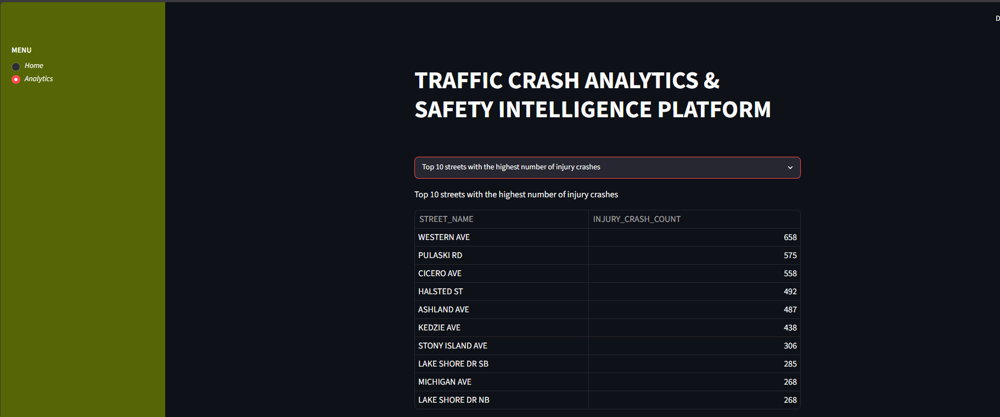 D
MENU
Home
Analytics
TRAFFIC CRASH ANALYTICS &
SAFETY INTELLIGENCE PLATFORM
Top 10 streets with the highest number of injury crashes
Top 10 streets with the highest number of injury crashes
STREET_NAME INJURY_CRASH_COUNT
WESTERN AVE 658
PULASKI RD 575
CICERO AVE 558
HALSTED ST 492
ASHLAND AVE 487
KEDZIE AVE 438
STONY ISLAND AVE 306
LAKE SHORE DR SB 285
MICHIGAN AVE 268
LAKE SHORE DR NB 268